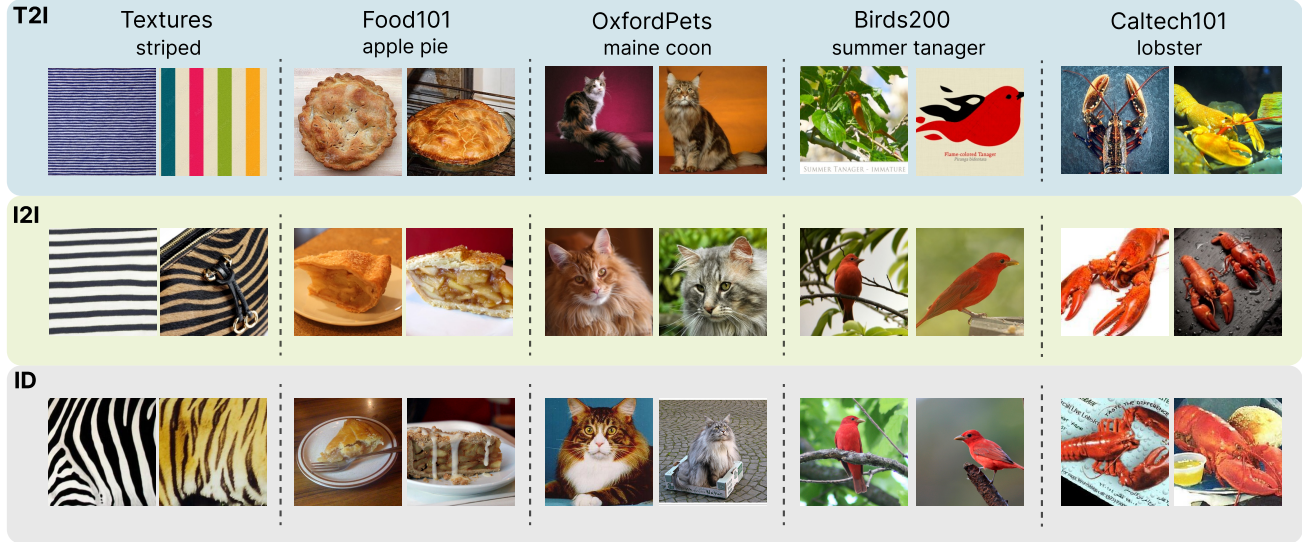 T2I
Textures
striped
Food101
apple pie
OxfordPets
maine coon
Birds200
summer tanager
Caltech101
lobster
SUMMER TANAGER - IMMATURE
Flame-colored Tanager
I2I
ID